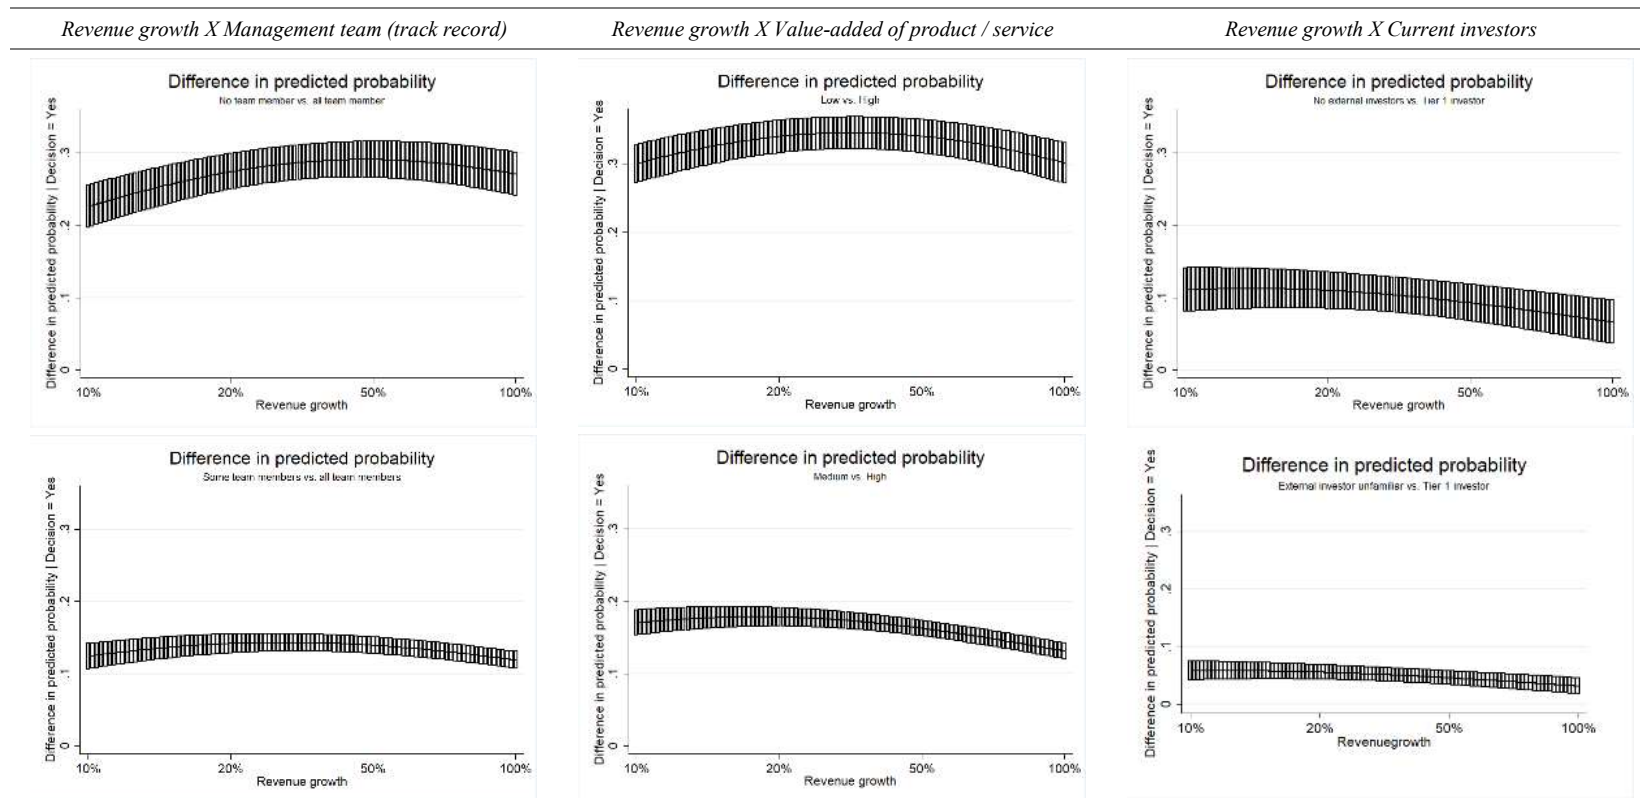 Revenue growth X Management team (track record)
Revenue growth X Value-added of product / service
Revenue growth X Current investors
Difference in predicted probability
No team member vs. all team member
Difference in predicted probability | Decision = Yes
.3
.2
.1
0
10% 20% 50% 100%
Revenue growth
Difference in predicted probability
Low vs. High
Difference in predicted probability | Decision = Yes
.3
.2
.1
0
10% 20% 50% 100%
Revenue growth
Difference in predicted probability
No external investors vs. Tier 1 investor
Difference in predicted probability | Decision = Yes
.3
.2
.1
0
10% 20% 50% 100%
Revenue growth
Difference in predicted probability
Some team members vs. all team members
Difference in predicted probability | Decision = Yes
.3
.2
.1
0
10% 20% 50% 100%
Revenue growth
Difference in predicted probability
Medium vs. High
Difference in predicted probability | Decision = Yes
.3
.2
.1
0
10% 20% 50% 100%
Revenue growth
Difference in predicted probability
External investor unfamiliar vs. Tier 1 investor
Difference in predicted probability | Decision = Yes
.3
.2
.1
0
10% 20% 50% 100%
Revenuegrowth